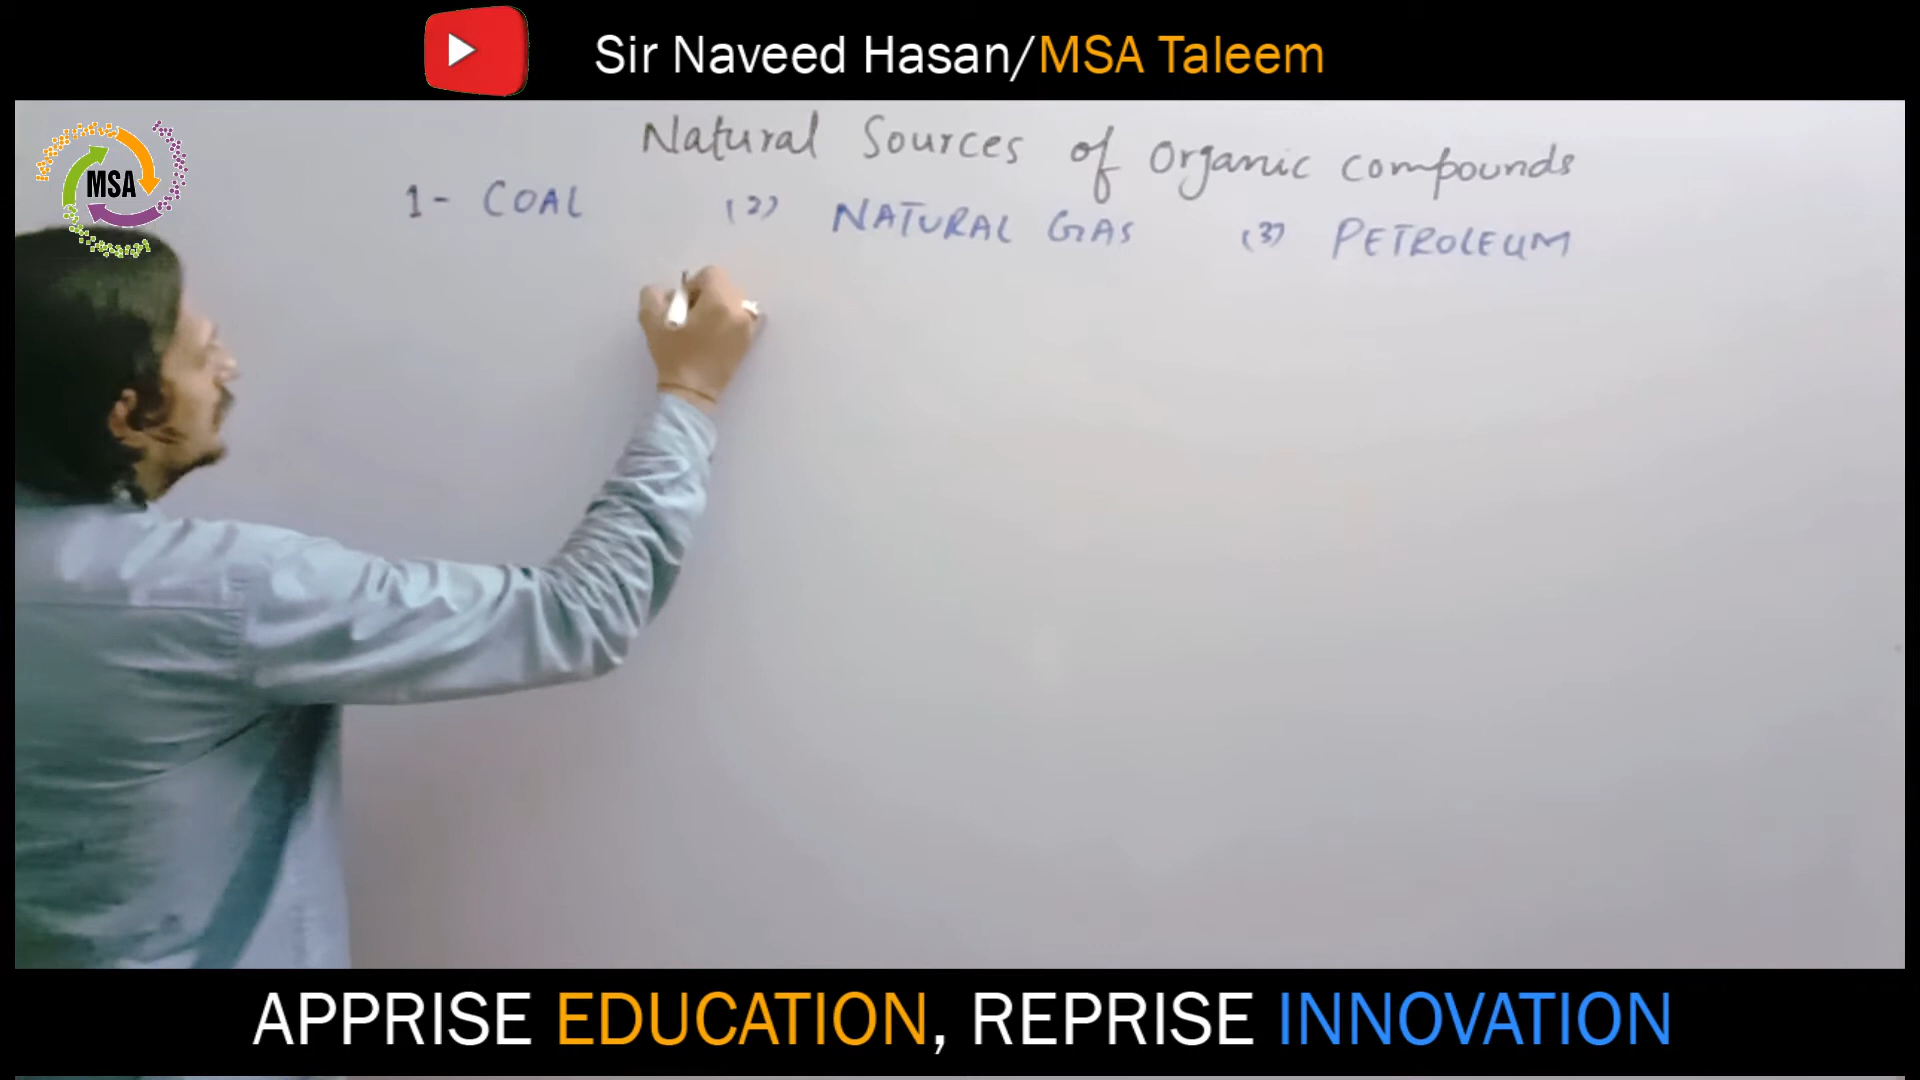 Sir Naveed Hasan/MSA Taleem
MSA
Natural Sources of Organic compounds
1- COAL (2) NATURAL GAS (3) PETROLEUM
APPRISE EDUCATION, REPRISE INNOVATION